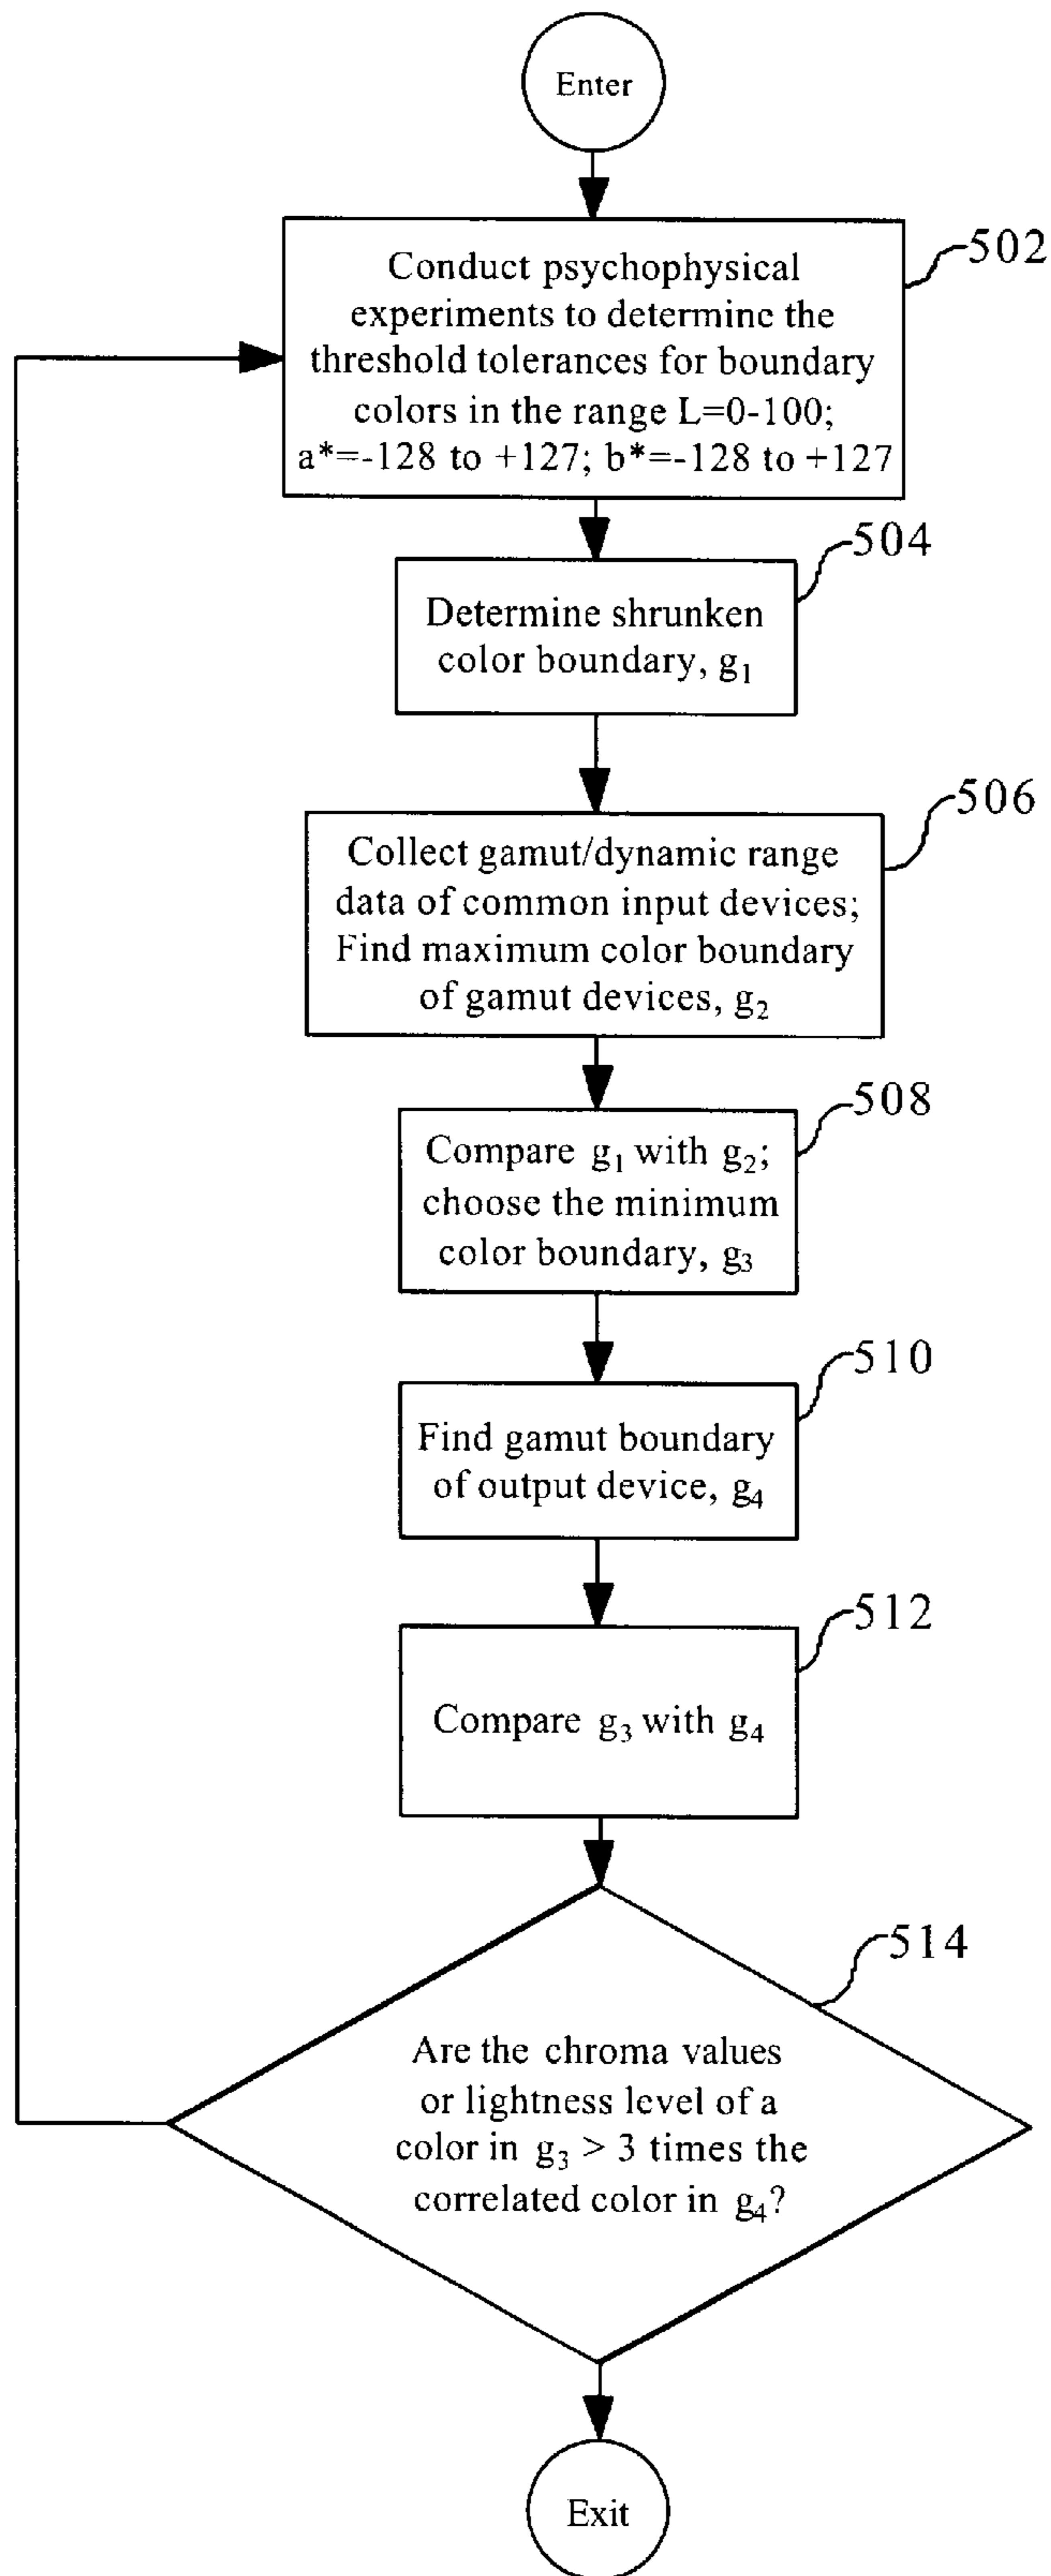 Enter
502
Conduct psychophysical
experiments to determine the
threshold tolerances for boundary
colors in the range L=0-100;
a*=-128 to +127; b*=-128 to +127
504
Determine shrunken
color boundary, g₁
506
Collect gamut/dynamic range
data of common input devices;
Find maximum color boundary
of gamut devices, g₂
508
Compare g₁ with g₂;
choose the minimum
color boundary, g₃
510
Find gamut boundary
of output device, g₄
512
Compare g₃ with g₄
514
Are the chroma values
or lightness level of a
color in g₃ > 3 times the
correlated color in g₄?
Exit